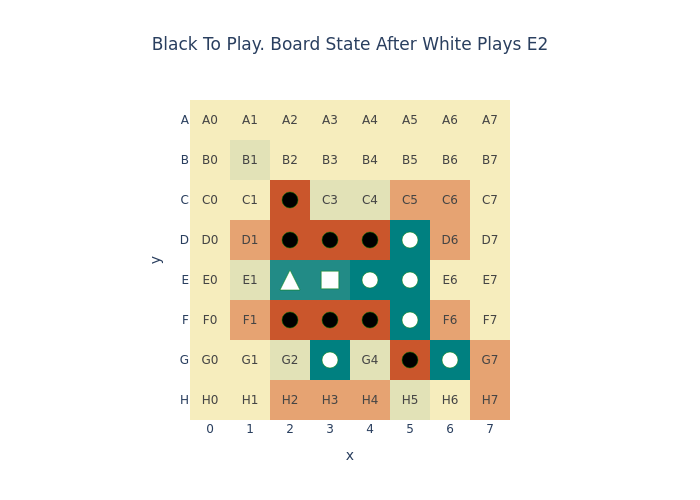 Black To Play. Board State After White Plays E2
A A0 A1 A2 A3 A4 A5 A6 A7
B B0 B1 B2 B3 B4 B5 B6 B7
C C0 C1 C3 C4 C5 C6 C7
D D0 D1 D6 D7
E E0 E1 E6 E7
F F0 F1 F6 F7
G G0 G1 G2 G4 G7
H H0 H1 H2 H3 H4 H5 H6 H7
0 1 2 3 4 5 6 7
x
y